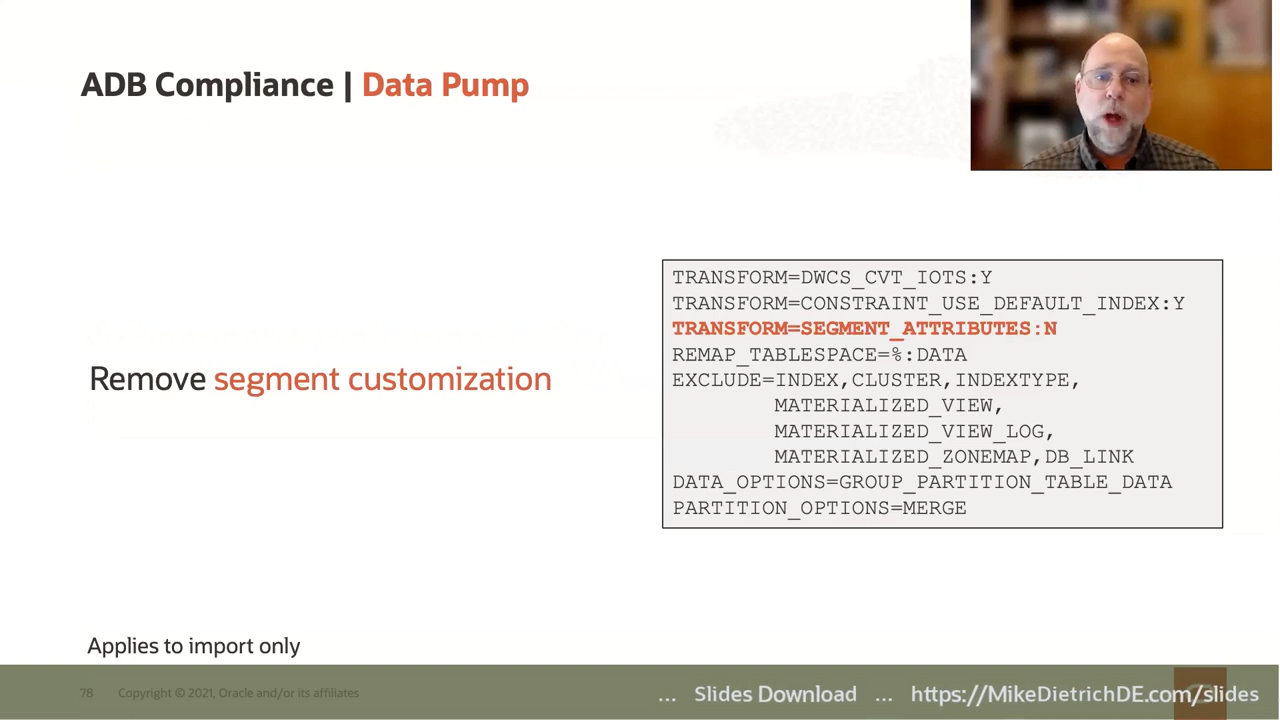 ADB Compliance | Data Pump
Remove segment customization
TRANSFORM=DWCS_CVT_IOTS:Y
TRANSFORM=CONSTRAINT_USE_DEFAULT_INDEX:Y
TRANSFORM=SEGMENT_ATTRIBUTES:N
REMAP_TABLESPACE=%:DATA
EXCLUDE=INDEX,CLUSTER,INDEXTYPE,
MATERIALIZED_VIEW,
MATERIALIZED_VIEW_LOG,
MATERIALIZED_ZONEMAP,DB_LINK
DATA_OPTIONS=GROUP_PARTITION_TABLE_DATA
PARTITION_OPTIONS=MERGE
Applies to import only
78 Copyright © 2021, Oracle and/or its affiliates
... Slides Download ... https://MikeDietrichDE.com/slides